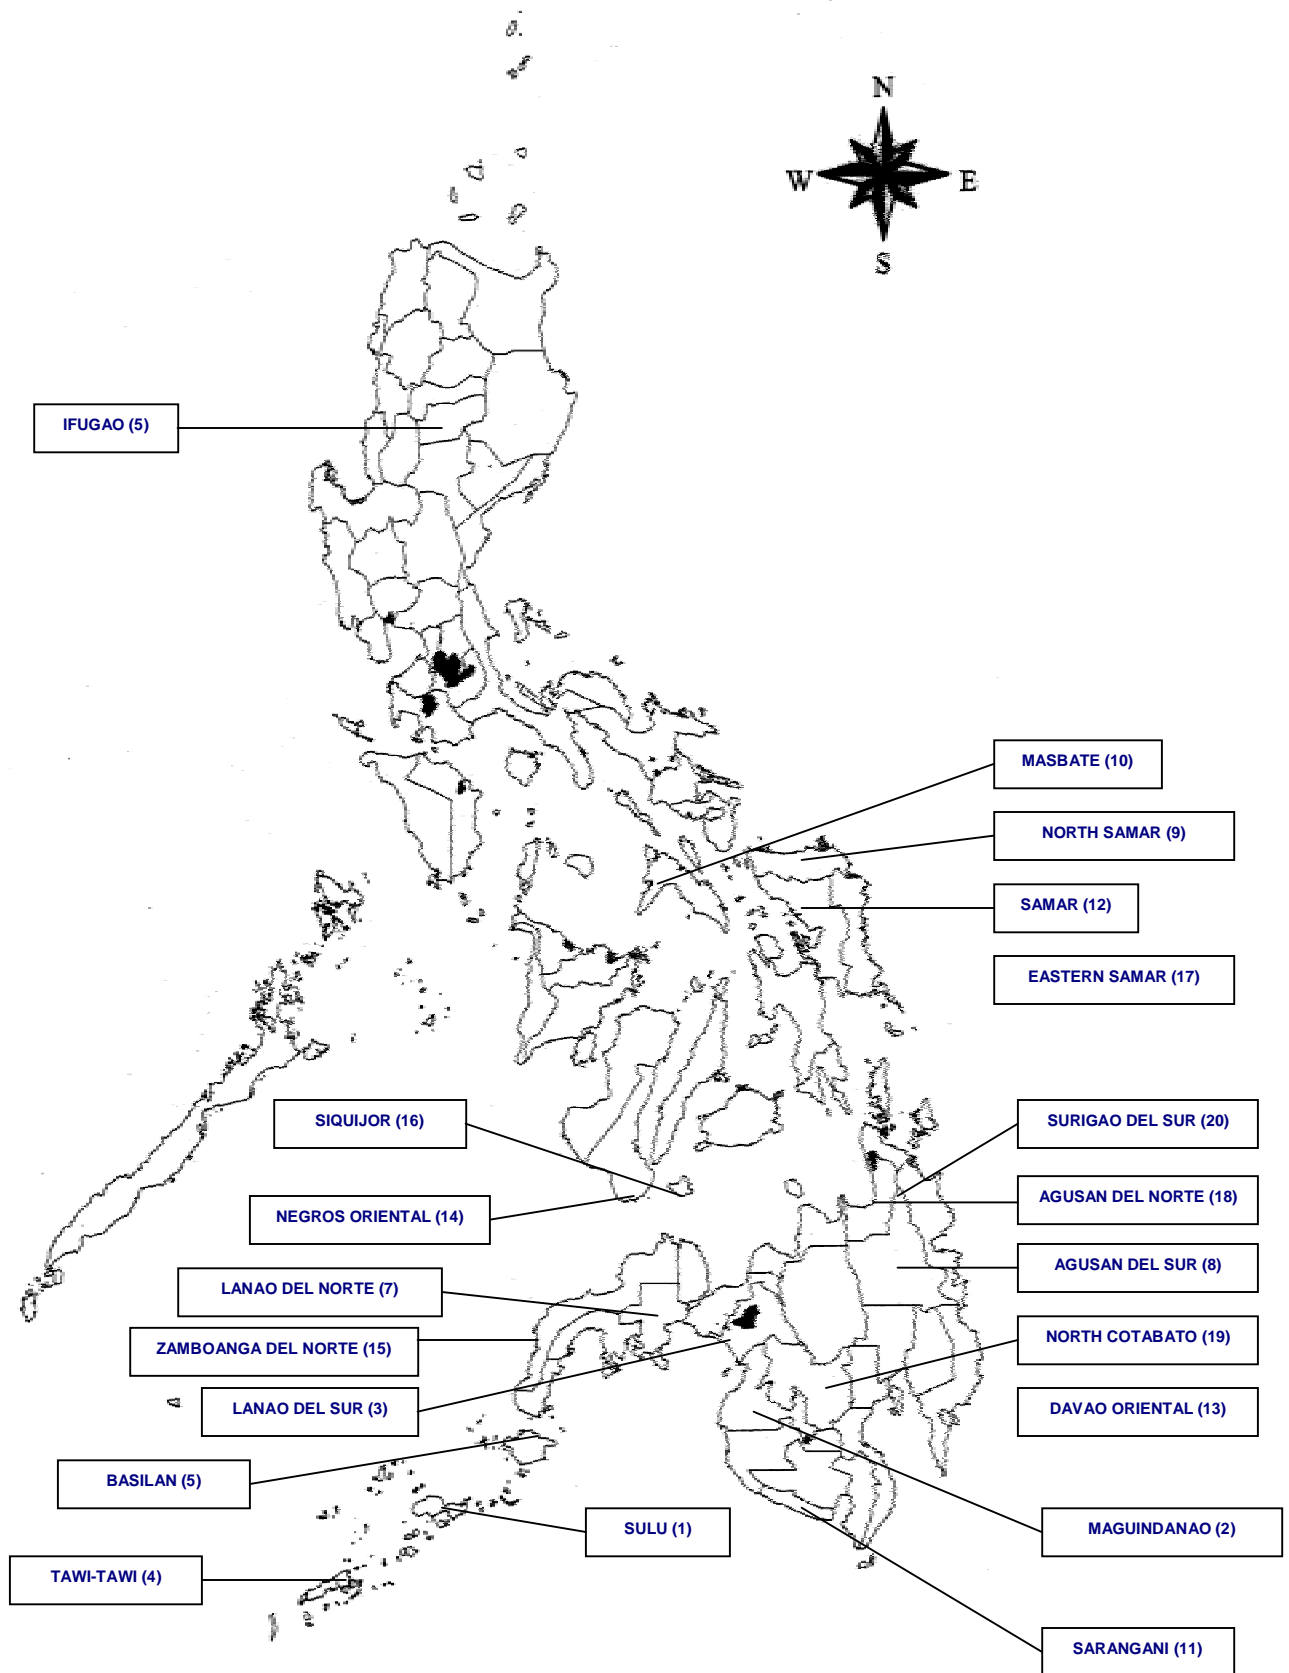 N
W E
S
IFUGAO (5)
MASBATE (10)
NORTH SAMAR (9)
SAMAR (12)
EASTERN SAMAR (17)
SIQUIJOR (16)
SURIGAO DEL SUR (20)
NEGROS ORIENTAL (14)
AGUSAN DEL NORTE (18)
AGUSAN DEL SUR (8)
LANAO DEL NORTE (7)
ZAMBOANGA DEL NORTE (15)
NORTH COTABATO (19)
LANAO DEL SUR (3)
DAVAO ORIENTAL (13)
BASILAN (5)
SULU (1)
MAGUINDANAO (2)
TAWI-TAWI (4)
SARANGANI (11)